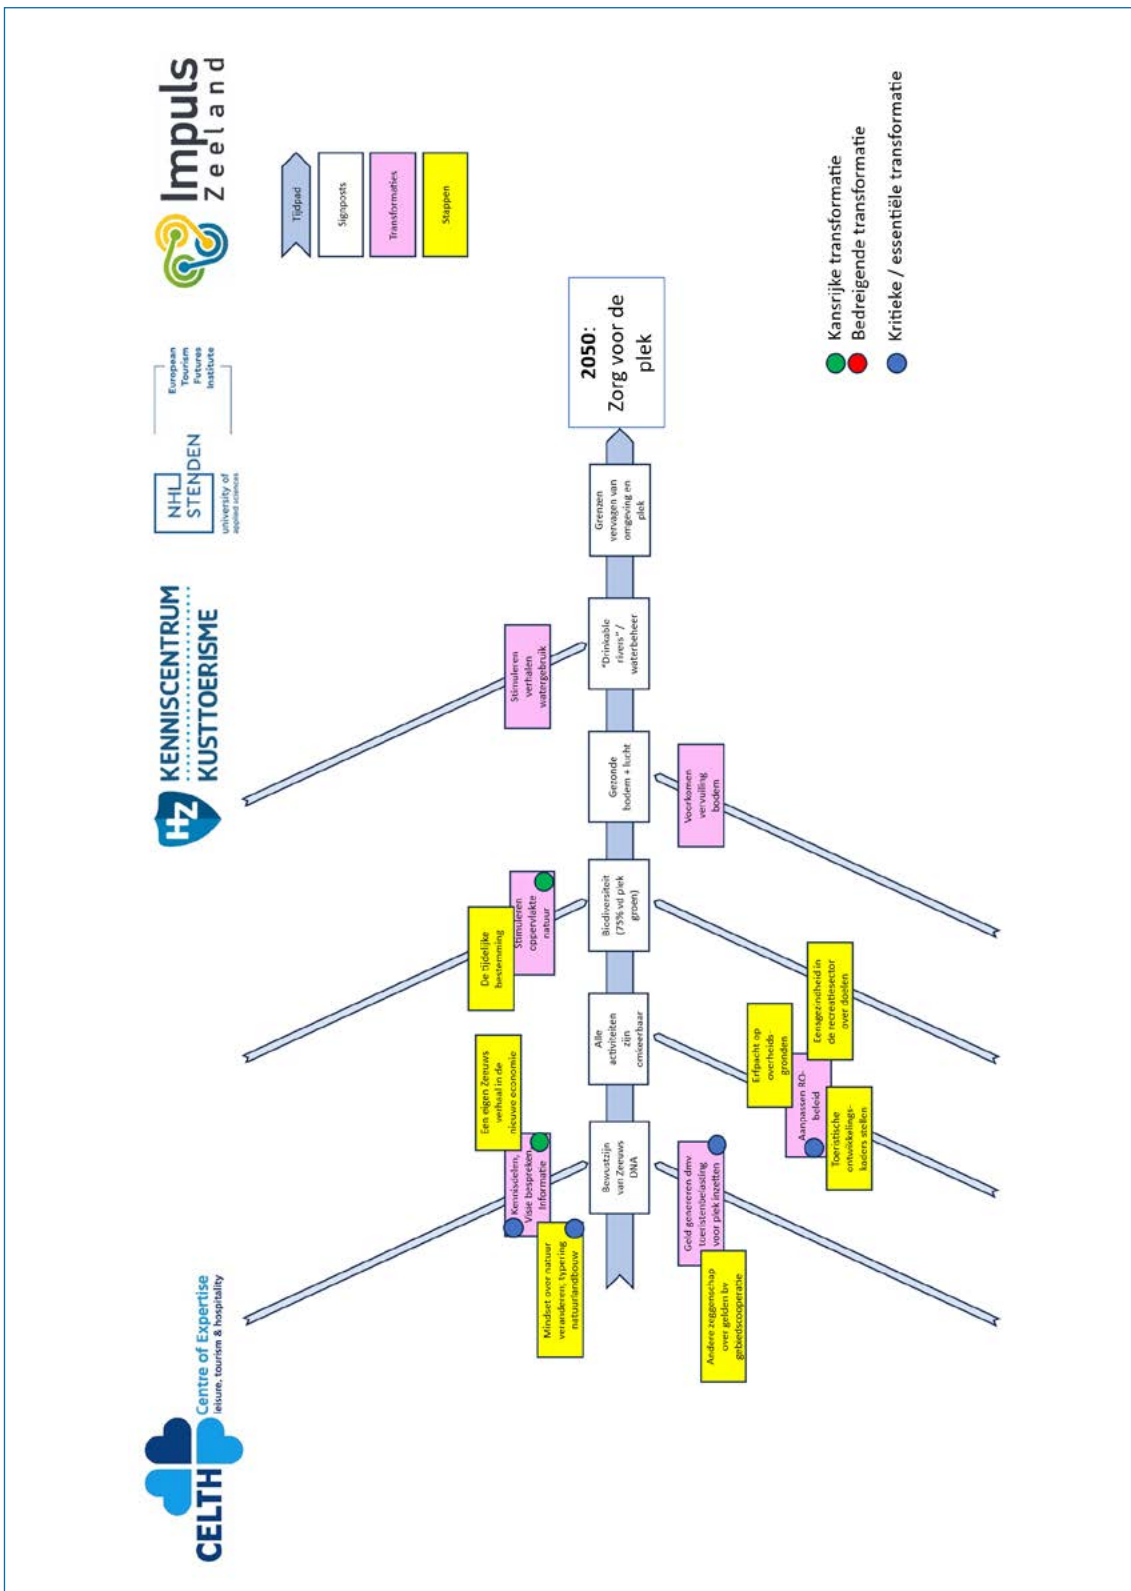 CELTH
Centre of Expertise
leisure, tourism & hospitality
HZ
KENNISCENTRUM
KUSTTOERISME
NHL
STENDEN
university of
applied sciences
European
Tourism
Futures
Institute
Impuls
Zeeland
Tijdpad
Signposts
Transformaties
Stappen
Een eigen Zeeuws
verhaal in de
nieuwe economie
Kennisdelen,
Visie bespreken
Informatie
Mindset over natuur
veranderen, typering
natuurlandbouw
De tijdelijke
bestemming
Stimuleren
oppervlakte
natuur
Stimuleren
verhalen
watergebruik
Bewustzijn
van Zeeuws
DNA
Alle
activiteiten
zijn
omkeerbaar
Biodiversiteit
(75% vd plek
groen)
Gezonde
bodem + lucht
"Drinkable
rivers" /
waterbeheer
Grenzen
vervagen van
omgeving en
plek
2050:
Zorg voor de
plek
Geld genereren dmv
toeristenbelasting
voor plek inzetten
Andere zeggenschap
over gelden bv
gebiedscooperatie
Erfpacht op
overheids-
gronden
Aanpassen RO-
beleid
Toeristische
ontwikkelings-
kaders stellen
Eensgezindheid in
de recreatiesector
over doelen
Voorkomen
vervuiling
bodem
Kansrijke transformatie
Bedreigende transformatie
Kritieke / essentiële transformatie